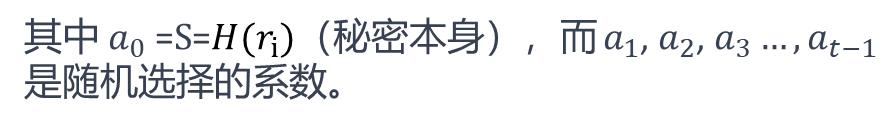 其中 a₀ =S=H(rᵢ)（秘密本身），而a₁, a₂, a₃ …, aₜ₋₁
是随机选择的系数。